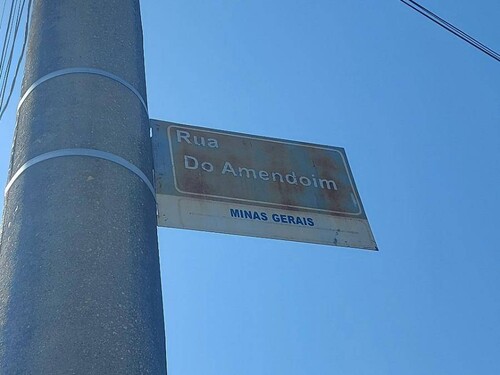 Rua
Do Amendoim
MINAS GERAIS